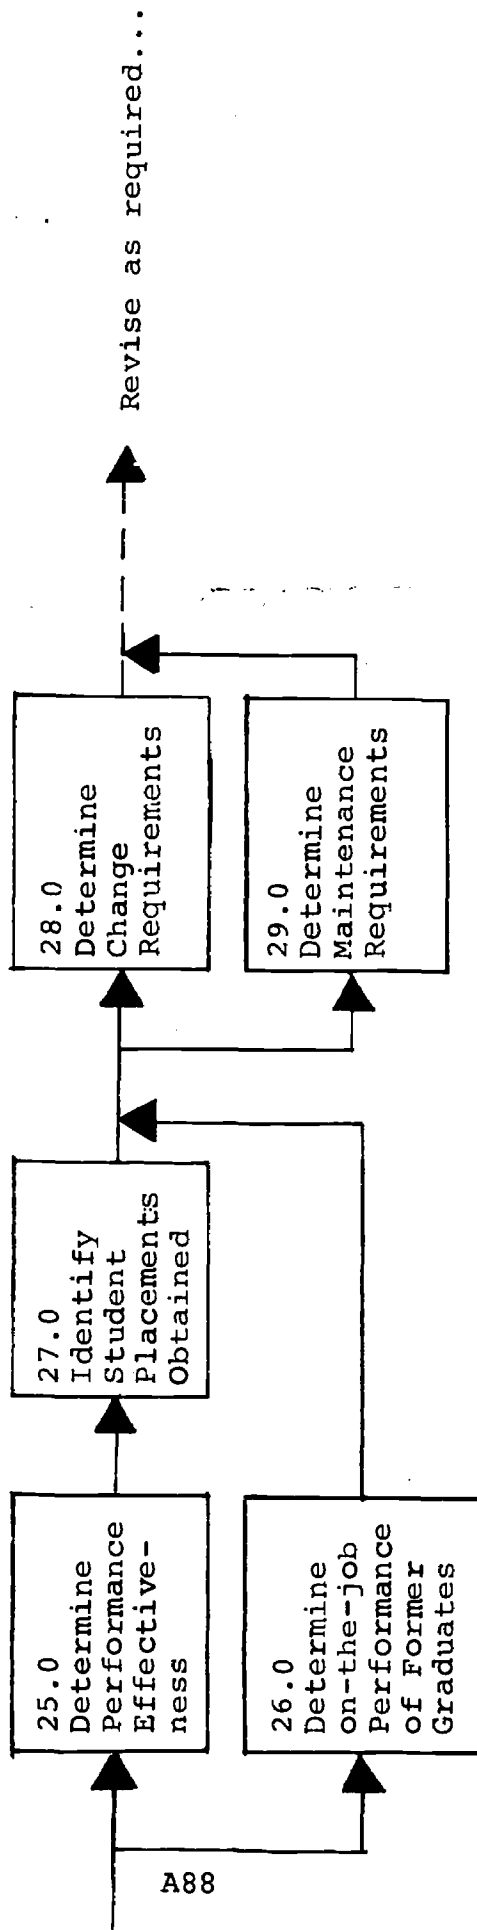 25.0
Determine
Performance
Effective-
ness
26.0
Determine
on-the-job
Performance
of Former
Graduates
27.0
Identify
Student
Placements
Obtained
28.0
Determine
Change
Requirements
29.0
Determine
Maintenance
Requirements
Revise as required...
A88